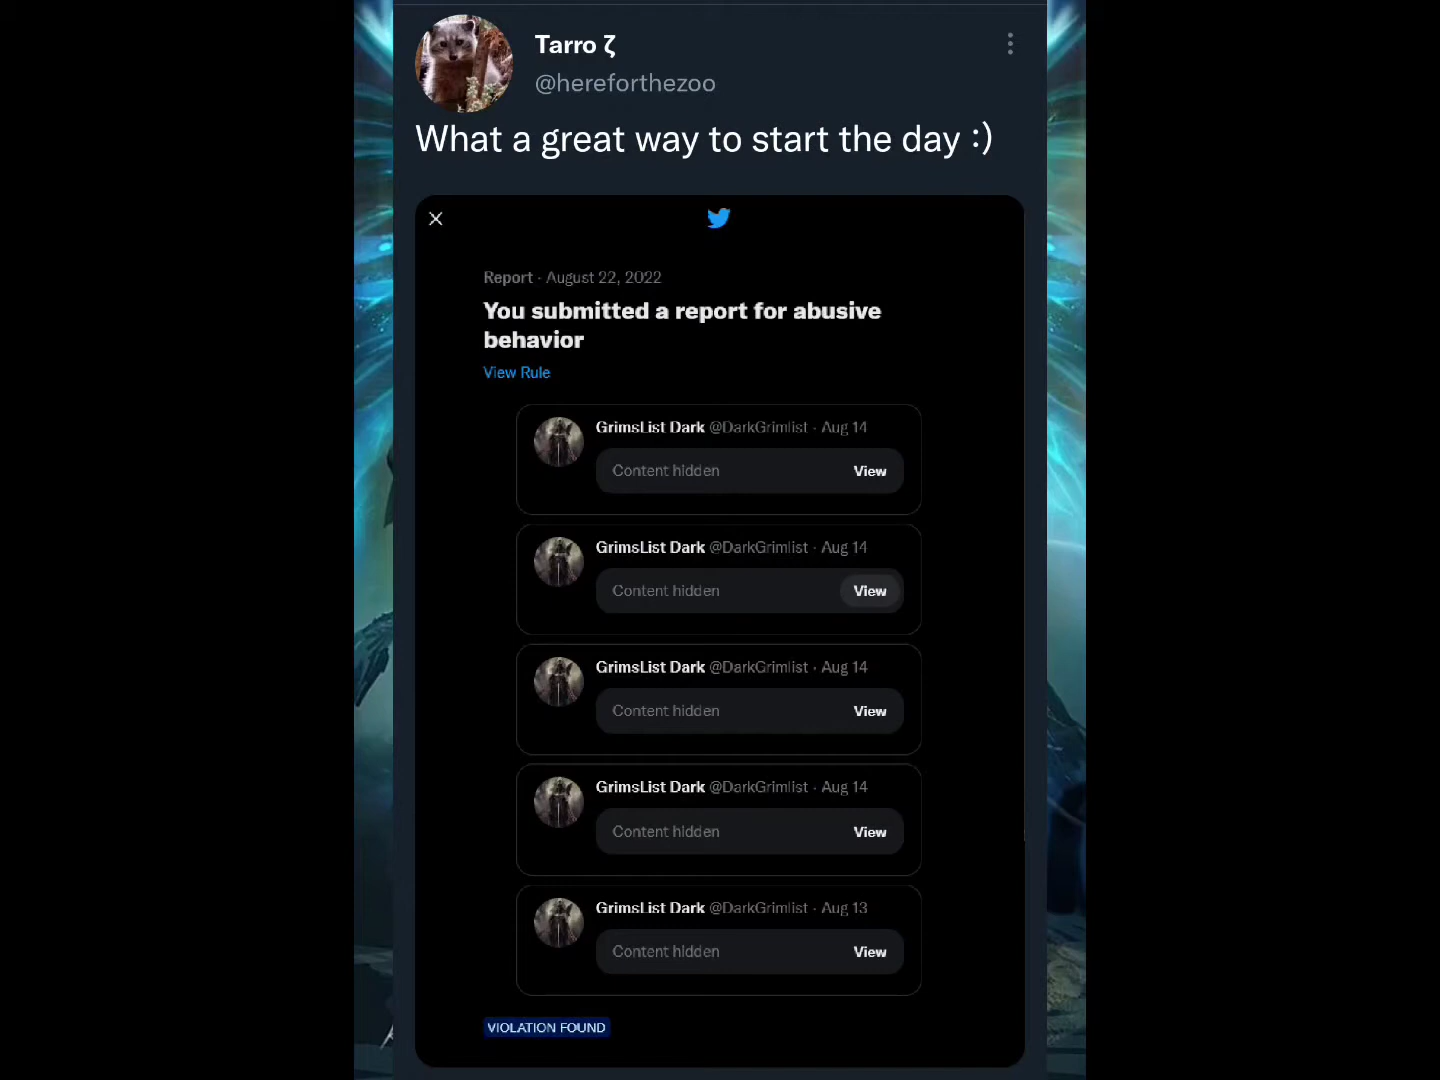 Tarro ζ
@hereforthezoo
What a great way to start the day :)
Report · August 22, 2022
You submitted a report for abusive
behavior
View Rule
GrimsList Dark @DarkGrimlist · Aug 14
Content hidden View
GrimsList Dark @DarkGrimlist · Aug 14
Content hidden View
GrimsList Dark @DarkGrimlist · Aug 14
Content hidden View
GrimsList Dark @DarkGrimlist · Aug 14
Content hidden View
GrimsList Dark @DarkGrimlist · Aug 13
Content hidden View
VIOLATION FOUND